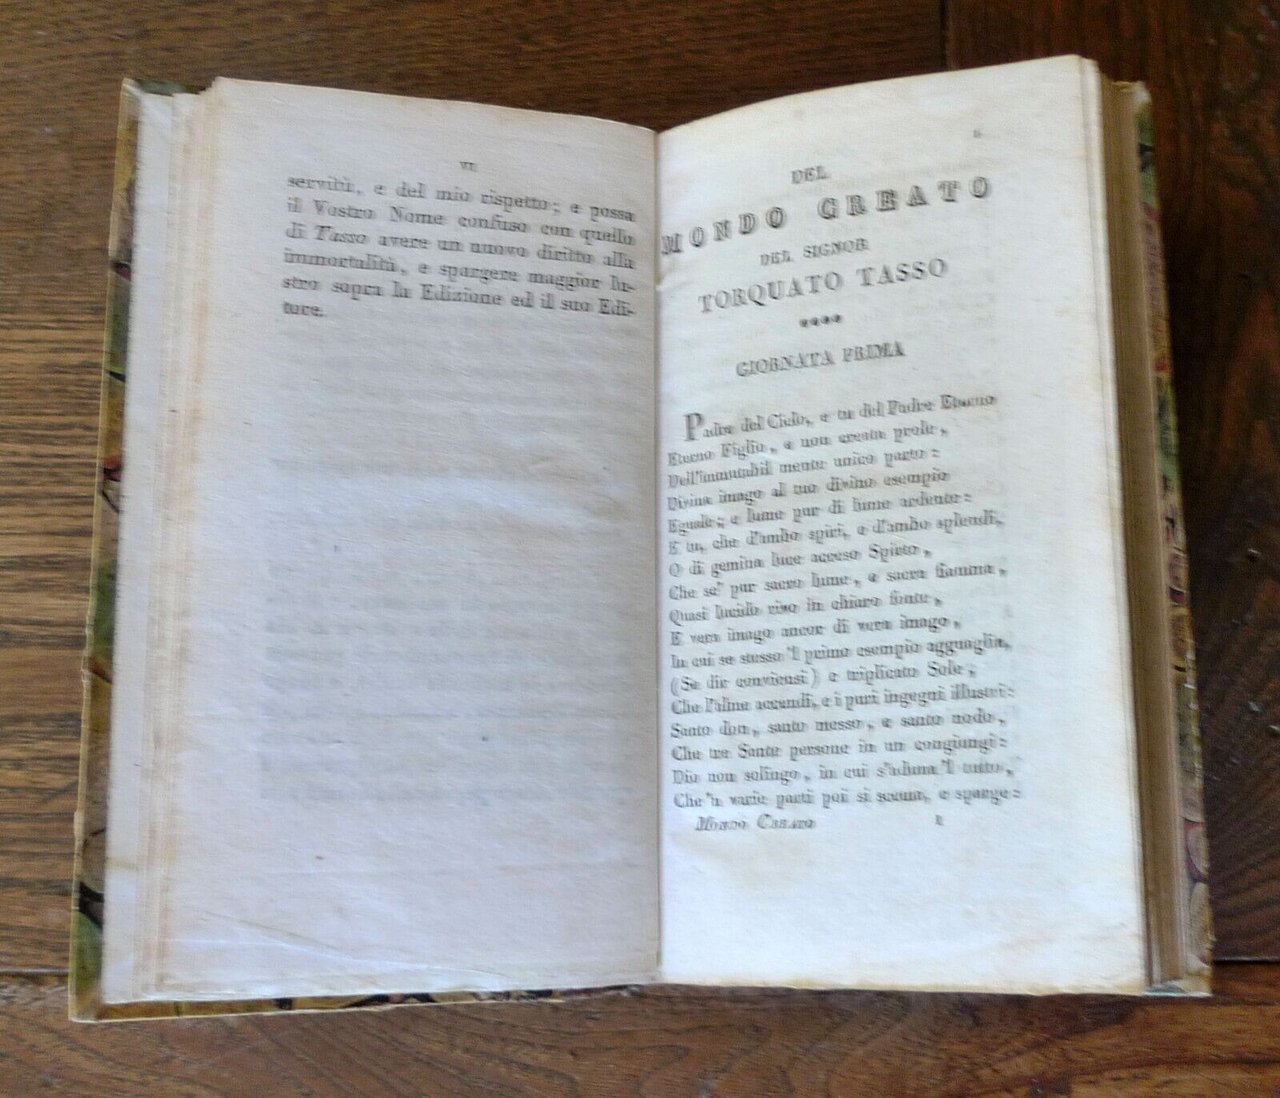 VI
servitù, e del mio rispetto; e possa
il Vostro Nome confuso con quello
di Tasso avere un nuovo diritto alla
immortalità, e spargere maggior lu-
stro sopra la Edizione ed il suo Edi-
tore.
DEL
MONDO CREATO
DEL SIGNOR
TORQUATO TASSO
GIORNATA PRIMA
Padre del Cielo, e tu del Padre Eterno
Eterno Figlio, e non creata prole,
Dell'immutabil mente unico parto:
Divina imago al tuo divino esempio
Eguale; e lume pur di lume ardente:
E tu, che d'ambo spiri, e d'ambo splendi,
O di gemina luce acceso Spirto,
Che se' pur sacro lume, e sacra fiamma,
Quasi lucido rivo in chiaro fonte,
E vera imago ancor di vera imago,
In cui se stesso 'l primo esempio agguaglia,
(Se dir conviensi) e triplicato Sole,
Che l'alme accendi, e i puri ingegni illustri:
Santo don, santo messo, e santo nodo,
Che tre Sante persone in un congiungi:
Dio non solingo, in cui s'aduna 'l tutto,
Che 'n varie parti poi si scema, e sparge:
Mondo Creato